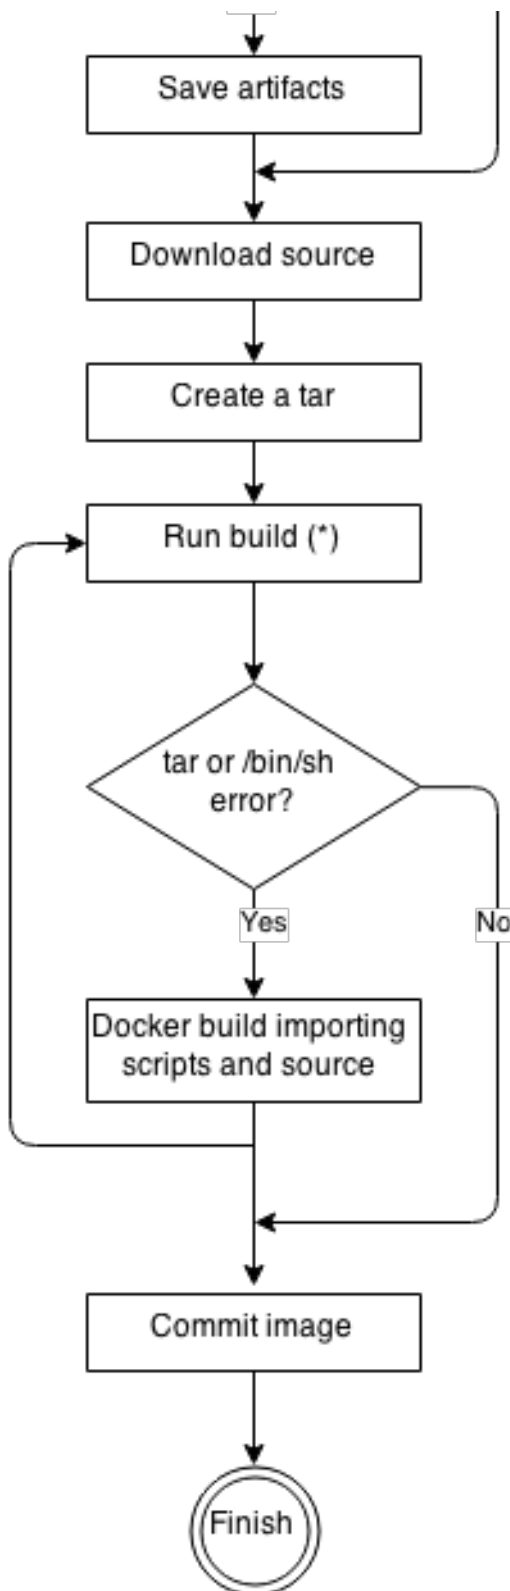 Save artifacts
Download source
Create a tar
Run build (*)
tar or /bin/sh
error?
Yes
No
Docker build importing
scripts and source
Commit image
Finish